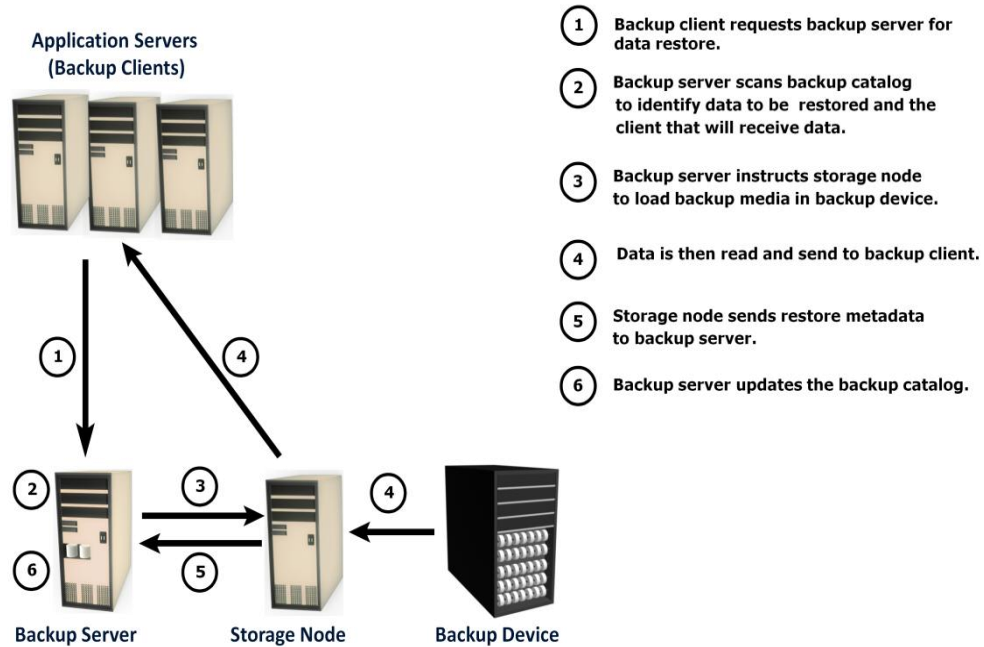 Application Servers
(Backup Clients)
1
Backup client requests backup server for
data restore.
2
Backup server scans backup catalog
to identify data to be restored and the
client that will receive data.
3
Backup server instructs storage node
to load backup media in backup device.
4
Data is then read and send to backup client.
5
Storage node sends restore metadata
to backup server.
6
Backup server updates the backup catalog.
1
4
2
3
4
6
5
Backup Server
Storage Node
Backup Device